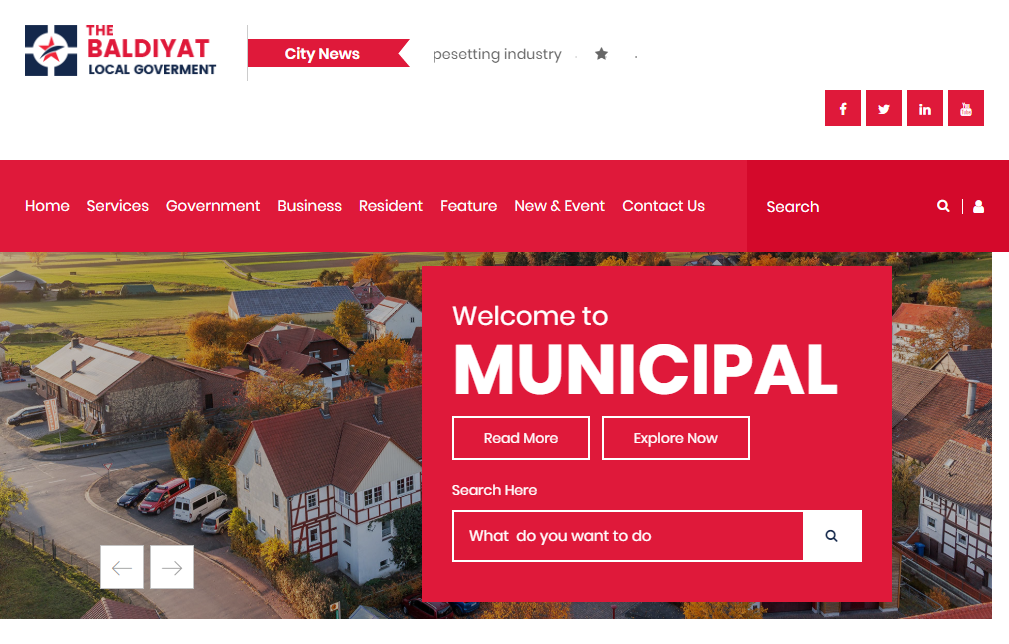 THE
BALDIYAT
LOCAL GOVERMENT
City News
pesetting industry
Home Services Government Business Resident Feature New & Event Contact Us
Search
Welcome to
MUNICIPAL
Read More
Explore Now
Search Here
What do you want to do